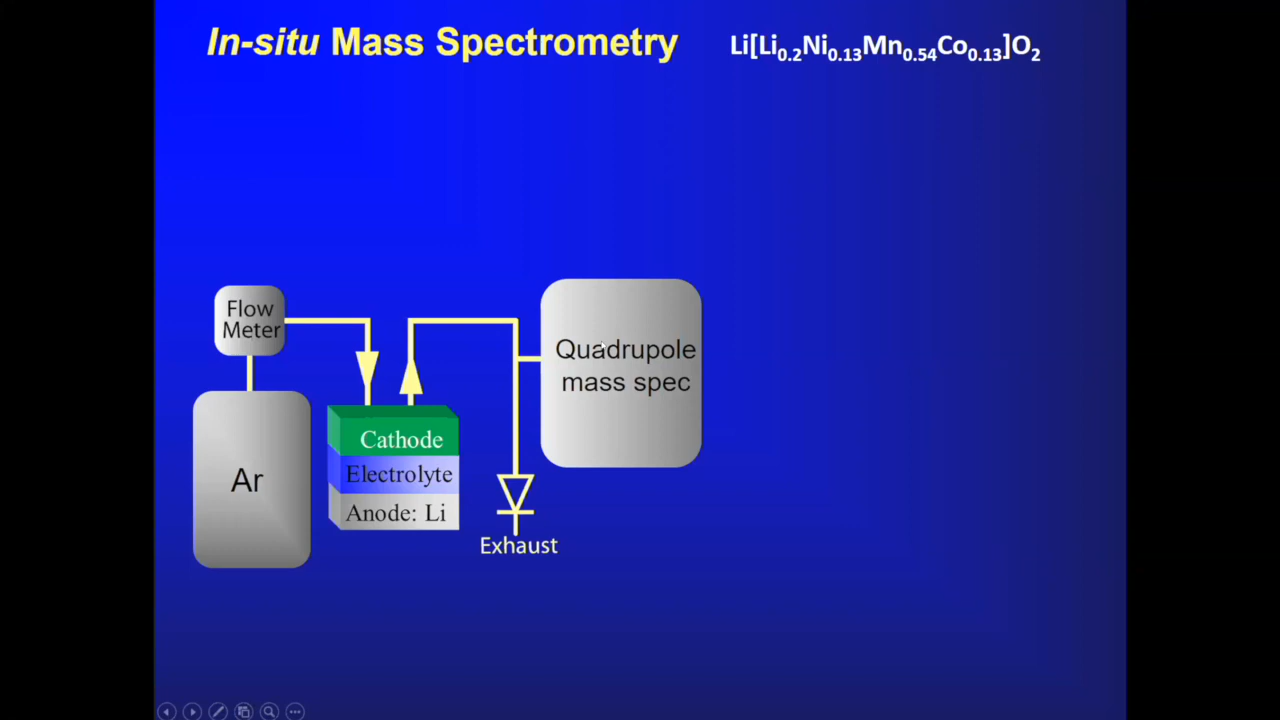 In-situ Mass Spectrometry
Li[Li0.2Ni0.13Mn0.54Co0.13]O2
Flow
Meter
Quadrupole
mass spec
Cathode
Electrolyte
Anode: Li
Ar
Exhaust